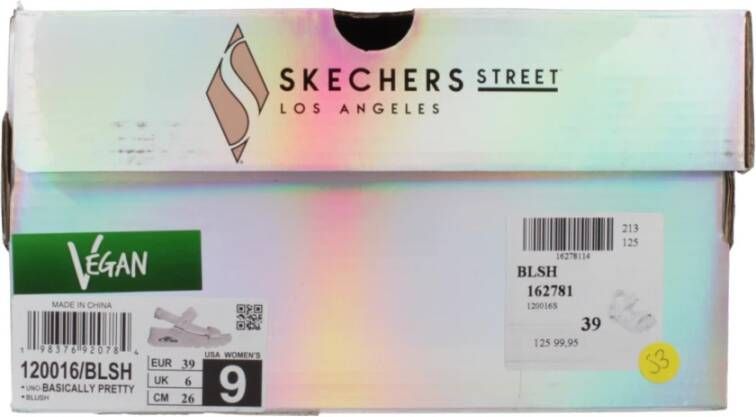 S
SKECHERS STREET
LOS ANGELES
VÉGAN
MADE IN CHINA
1 98376 92078 4
120016/BLSH
• UNO-BASICALLY PRETTY
• BLUSH
EUR 39
UK 6
CM 26
USA WOMEN'S
9
213
125
16278114
BLSH
162781
120016S
39
125 99,95
53